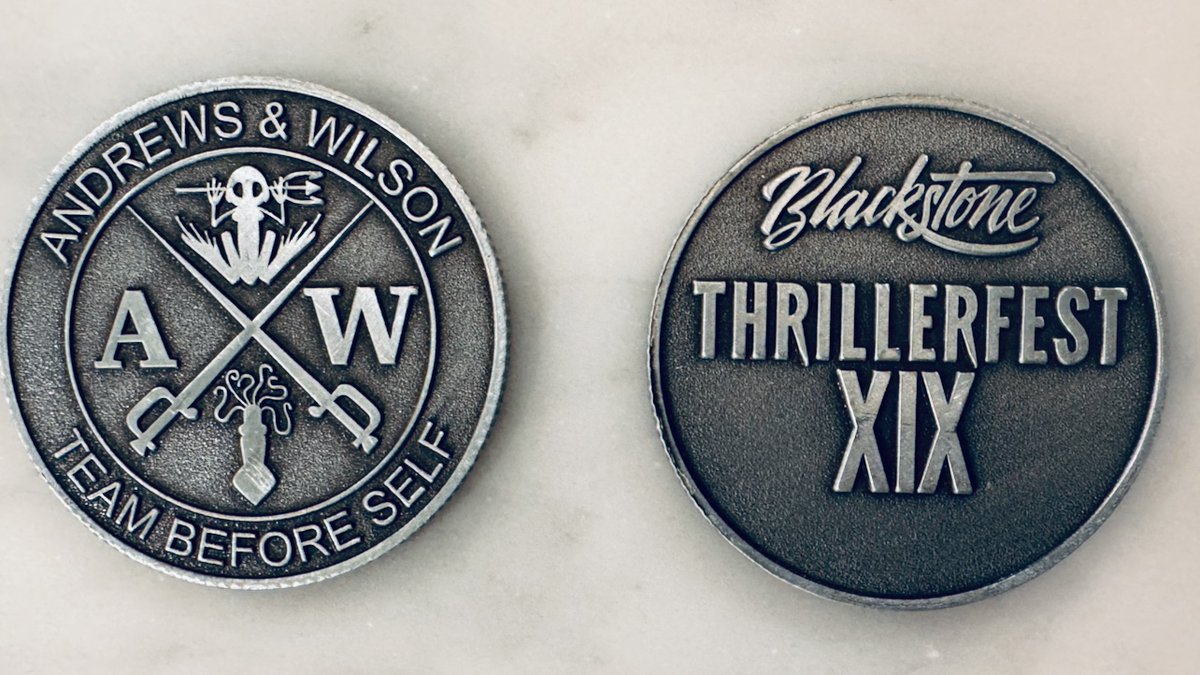 ANDREWS & WILSON
A W
TEAM BEFORE SELF
Blackstone
THRILLERFEST
XIX